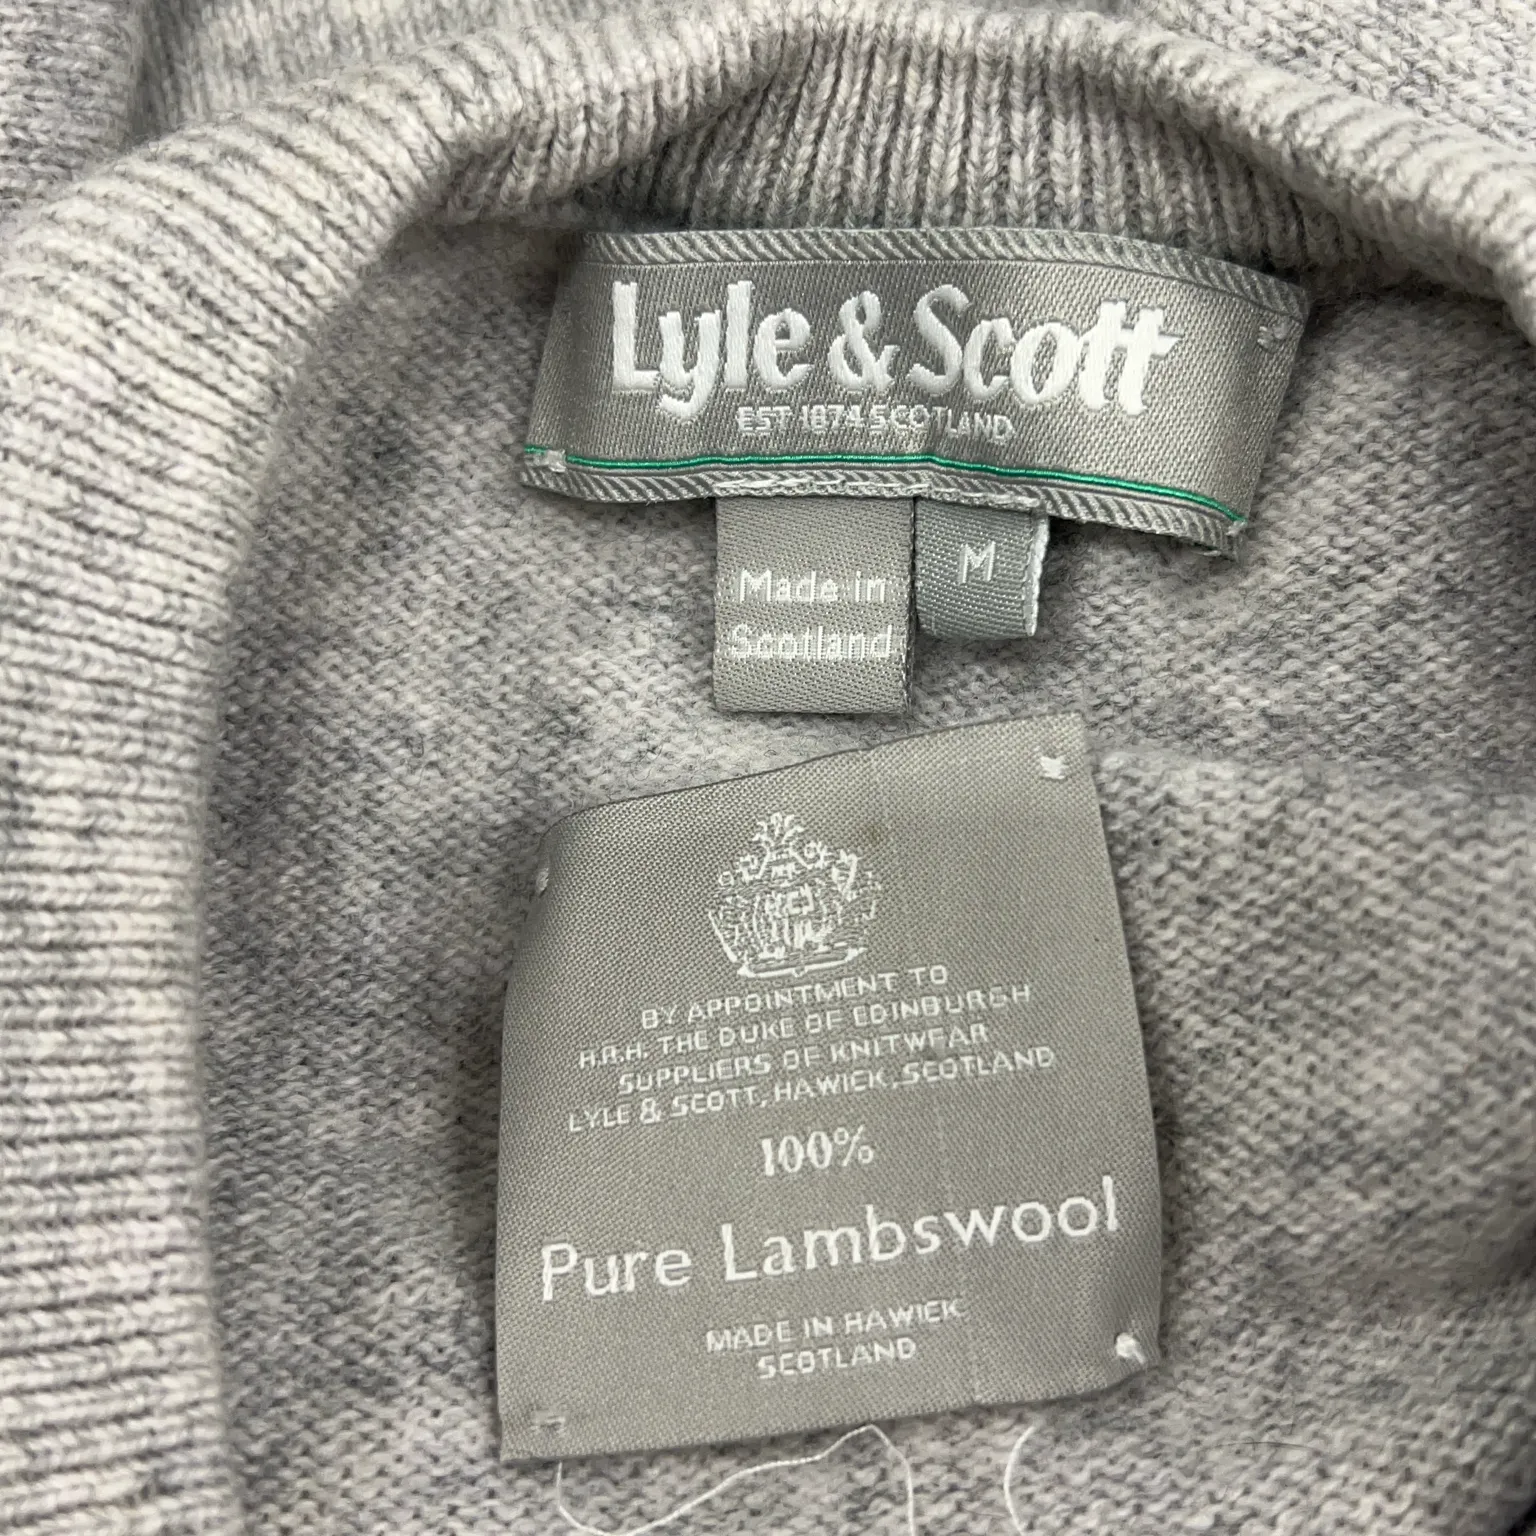 Lyle & Scott
EST 1874 SCOTLAND
Made in
Scotland
M
BY APPOINTMENT TO
H.R.H. THE DUKE OF EDINBURGH
SUPPLIERS OF KNITWEAR
LYLE & SCOTT, HAWICK, SCOTLAND
100%
Pure Lambswool
MADE IN HAWICK
SCOTLAND